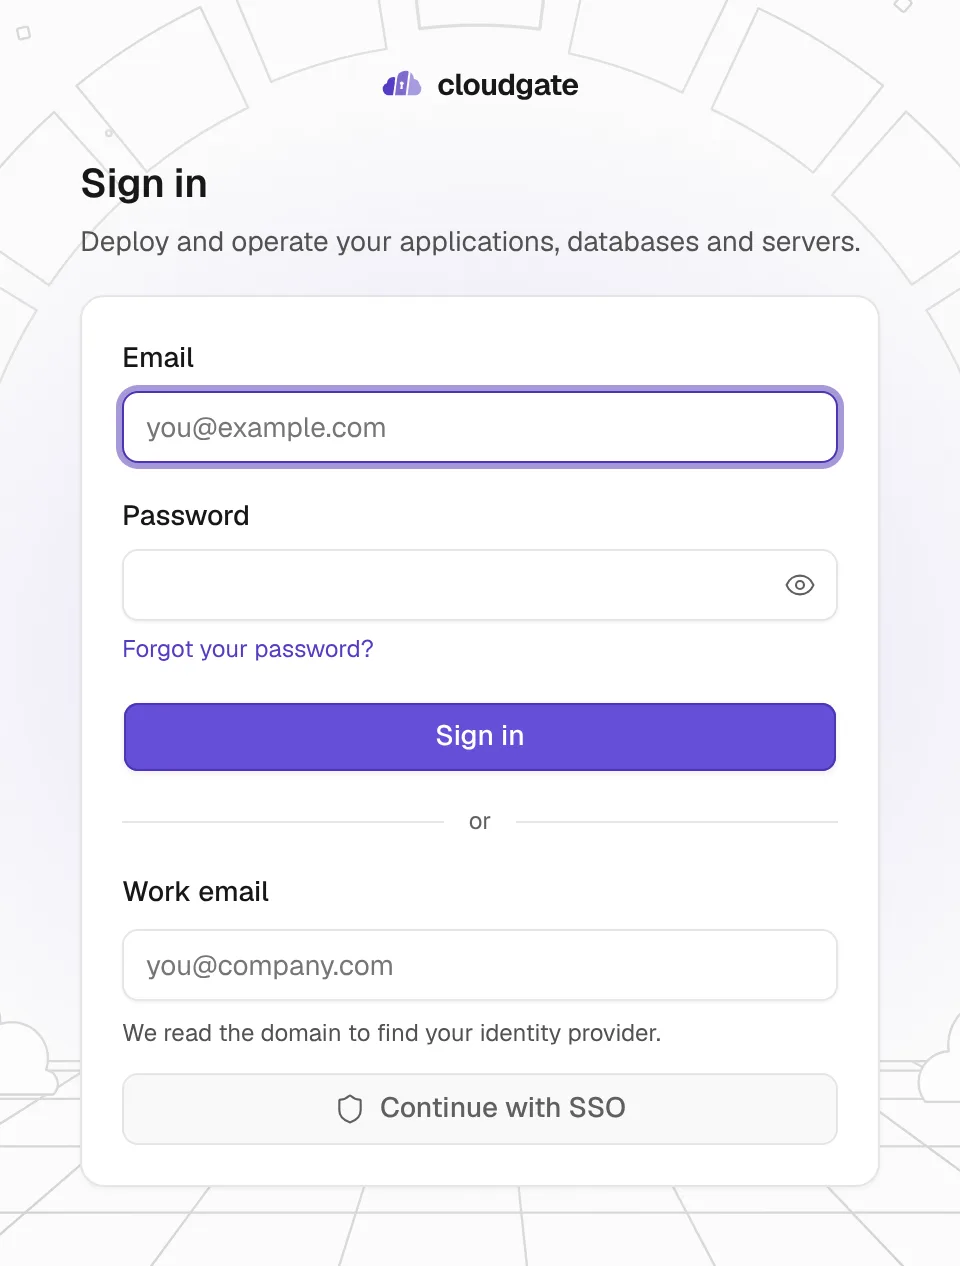 cloudgate
Sign in
Deploy and operate your applications, databases and servers.
Email
you@example.com
Password
Forgot your password?
Sign in
or
Work email
you@company.com
We read the domain to find your identity provider.
Continue with SSO